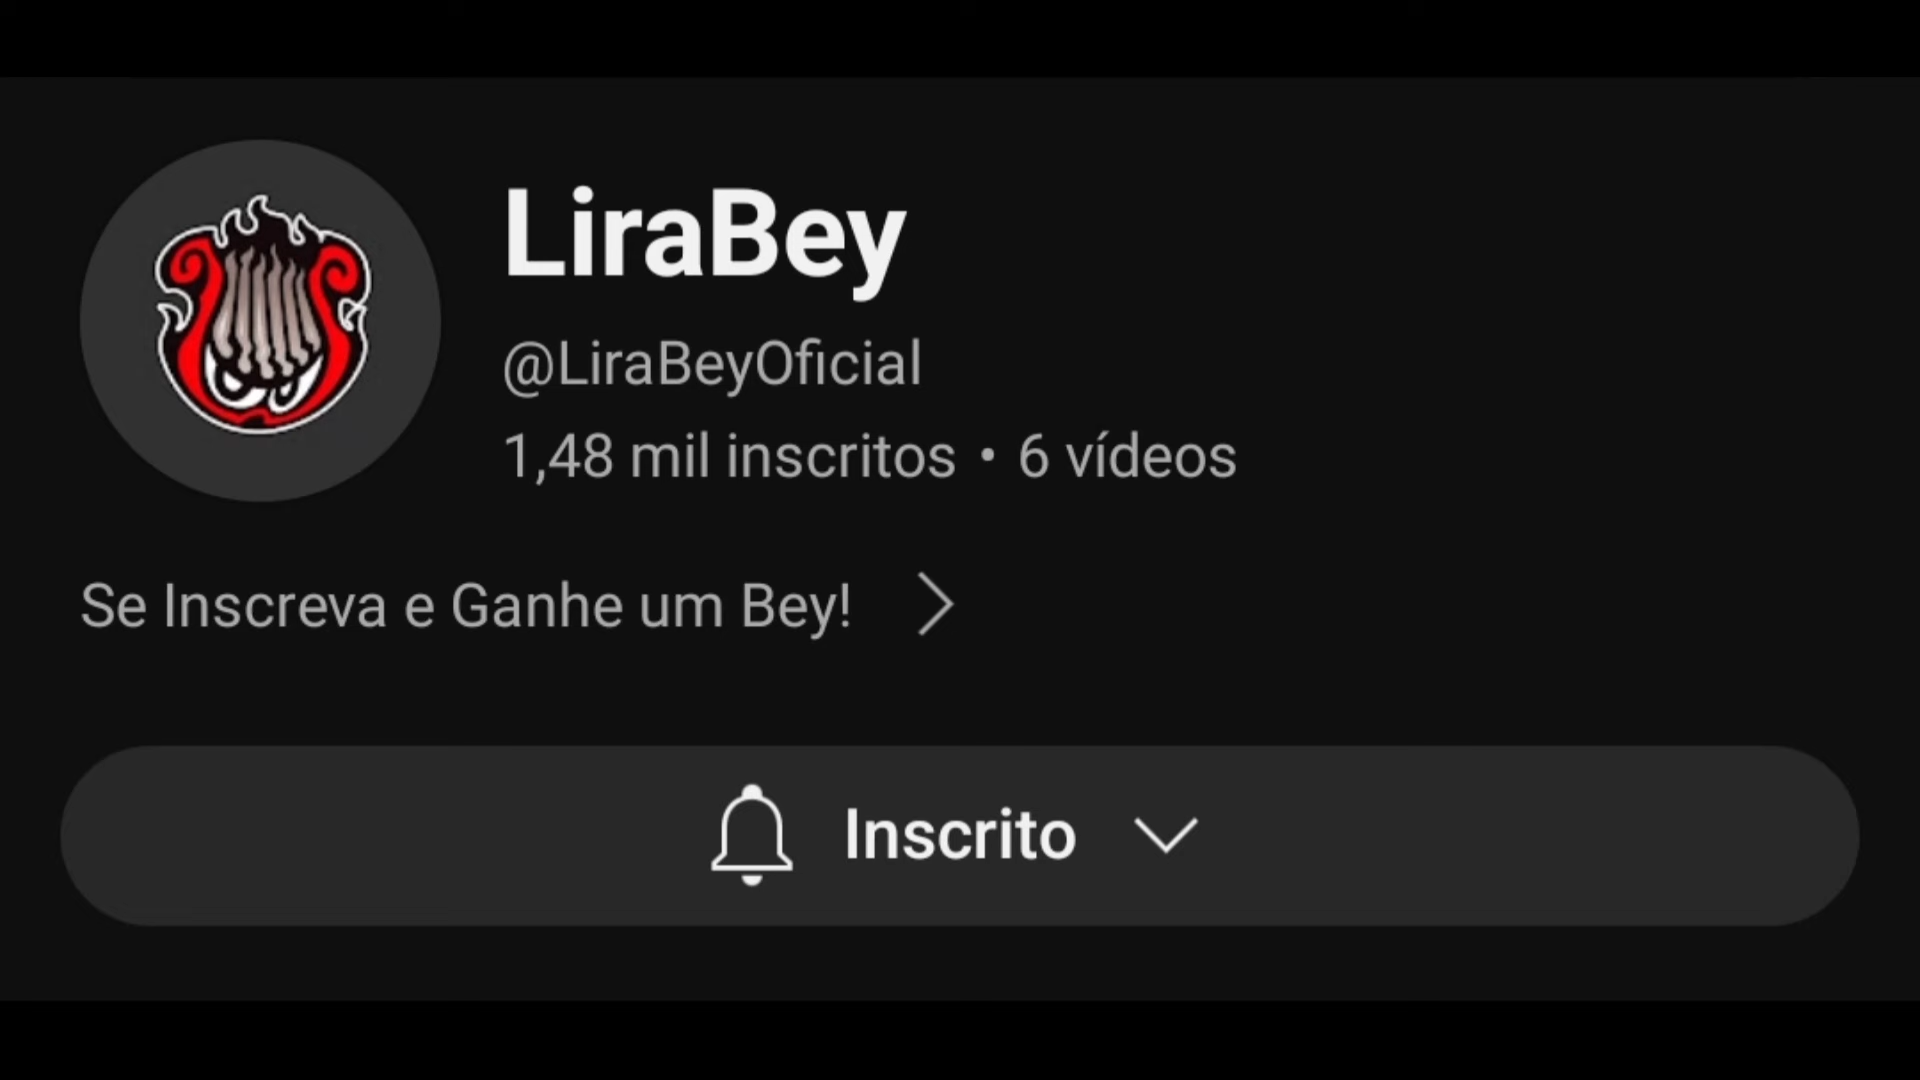 LiraBey
@LiraBeyOficial
1,48 mil inscritos • 6 vídeos
Se Inscreva e Ganhe um Bey!
Inscrito